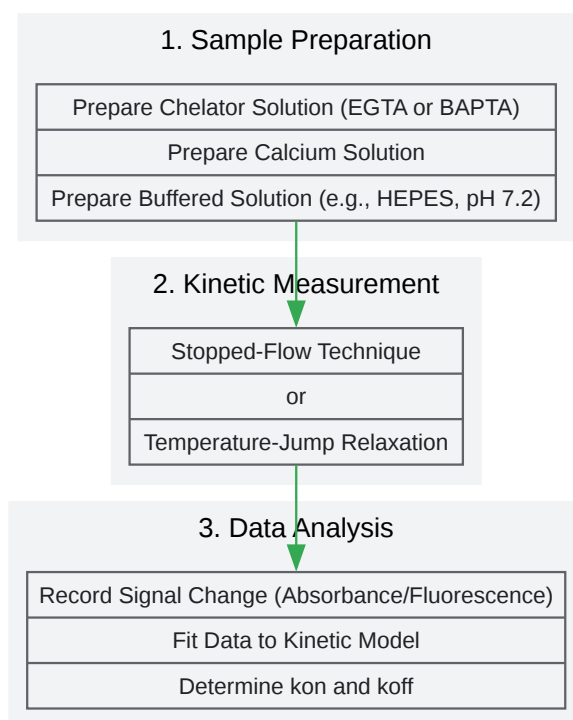 1. Sample Preparation
Prepare Chelator Solution (EGTA or BAPTA)
Prepare Calcium Solution
Prepare Buffered Solution (e.g., HEPES, pH 7.2)
2. Kinetic Measurement
Stopped-Flow Technique
or
Temperature-Jump Relaxation
3. Data Analysis
Record Signal Change (Absorbance/Fluorescence)
Fit Data to Kinetic Model
Determine kon and koff